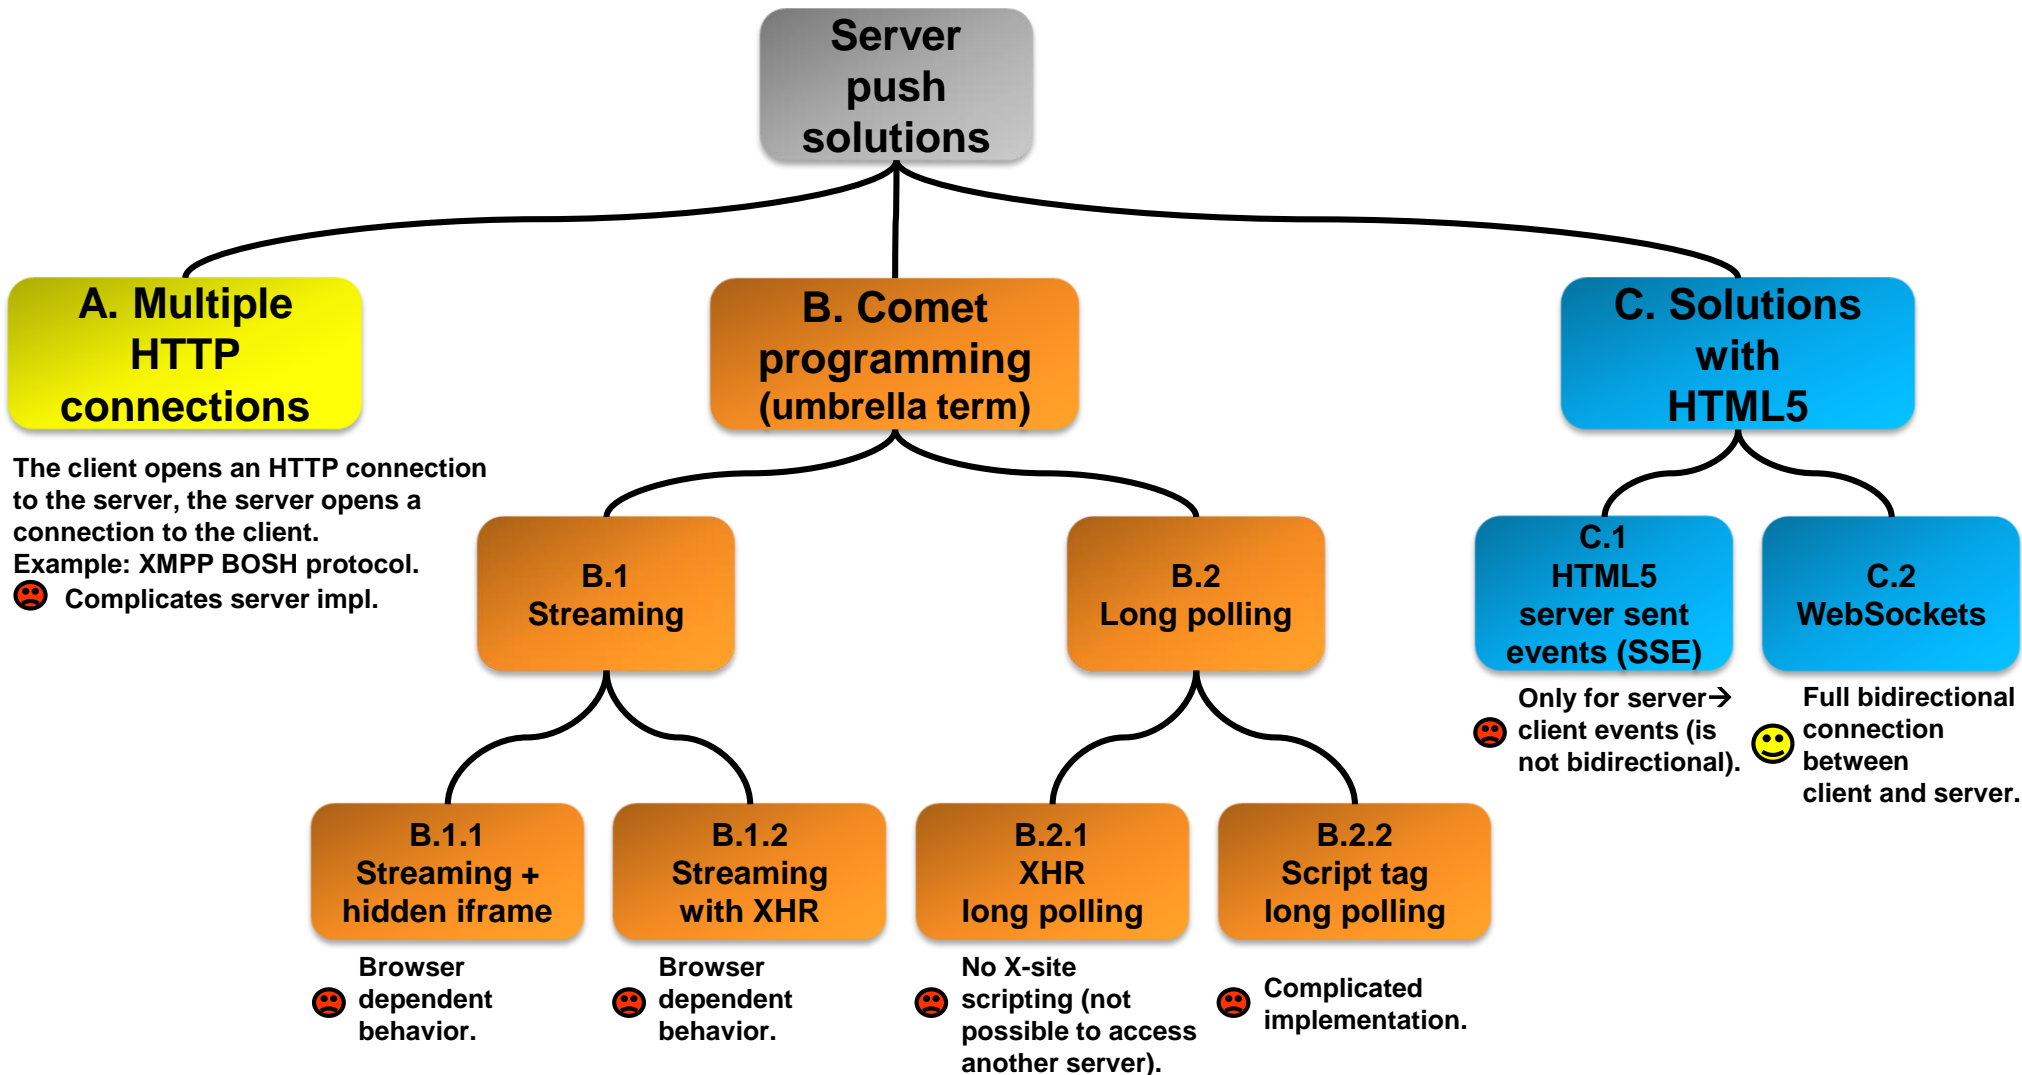 Server
push
solutions
A. Multiple
HTTP
connections
B. Comet
programming
(umbrella term)
C. Solutions
with
HTML5
The client opens an HTTP connection
to the server, the server opens a
connection to the client.
Example: XMPP BOSH protocol.
Complicates server impl.
B.1
Streaming
B.2
Long polling
C.1
HTML5
server sent
events (SSE)
C.2
WebSockets
Only for server→
client events (is
not bidirectional).
Full bidirectional
connection
between
client and server.
B.1.1
Streaming +
hidden iframe
B.1.2
Streaming
with XHR
B.2.1
XHR
long polling
B.2.2
Script tag
long polling
Browser
dependent
behavior.
Browser
dependent
behavior.
No X-site
scripting (not
possible to access
another server).
Complicated
implementation.